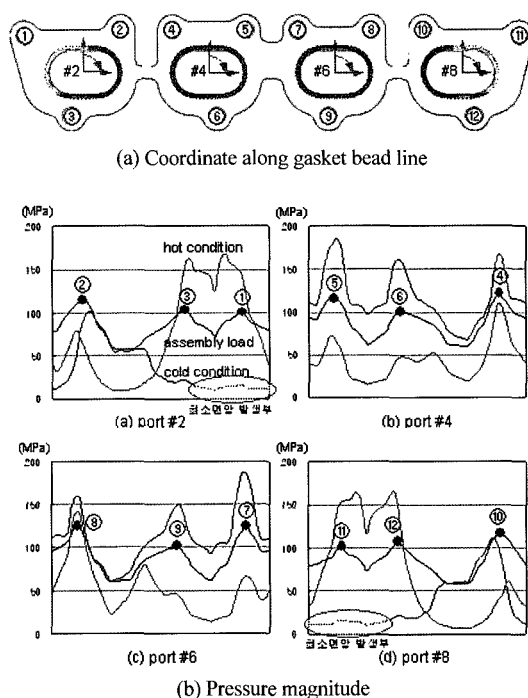 ① ② ④ ⑤ ⑦ ⑧ ⑩ ⑪
#2 #4 #6 #8
③ ⑥ ⑨ ⑫
(a) Coordinate along gasket bead line
(MPa) (MPa)
200 200
hot condition
150 150
② ③ ① ⑤ ⑥ ④
100 100
assembly load
50 50
cold condition
0 0
최소면압 발생부
(a) port #2 (b) port #4
(MPa) (MPa)
200 200
150 150
⑧ ⑨ ⑦ ⑪ ⑫ ⑩
100 100
50 50
0 0
최소면압 발생부
(c) port #6 (d) port #8
(b) Pressure magnitude